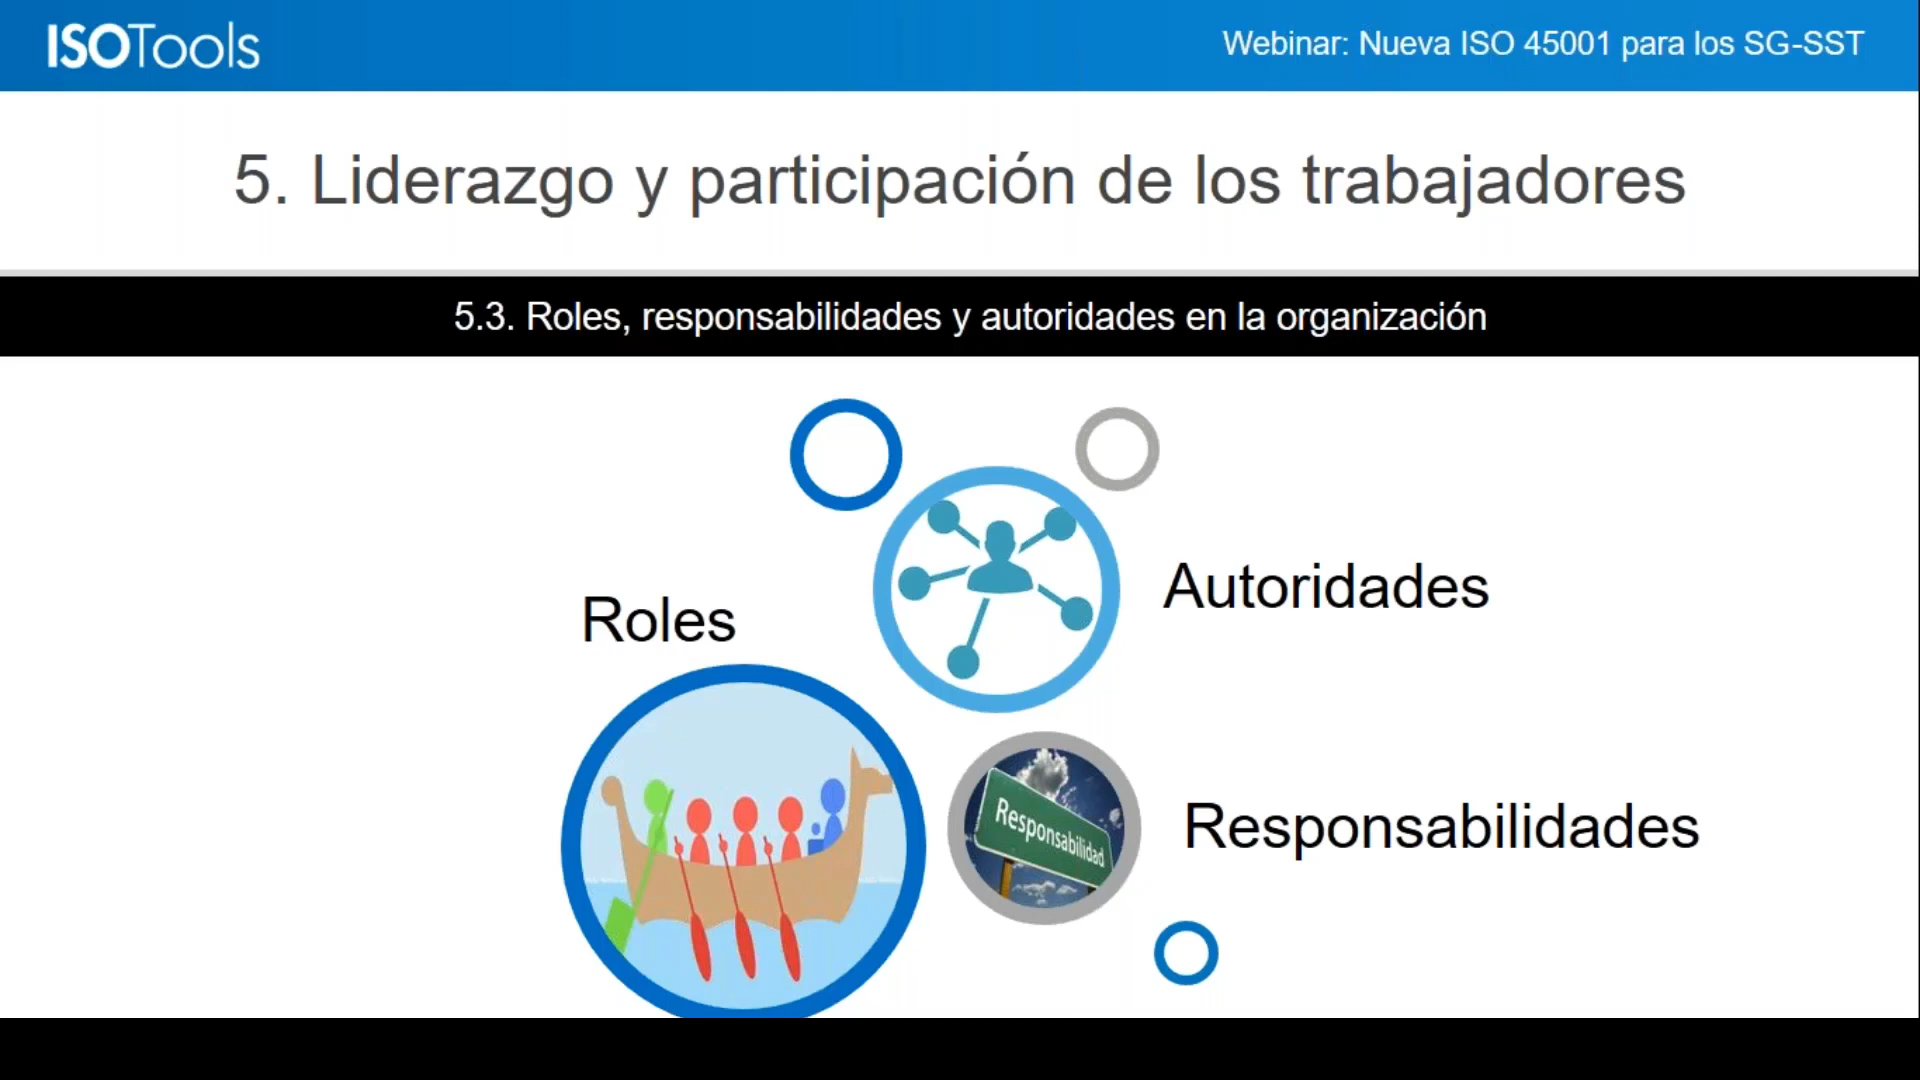 ISOTools
Webinar: Nueva ISO 45001 para los SG-SST
5. Liderazgo y participación de los trabajadores
5.3. Roles, responsabilidades y autoridades en la organización
Autoridades
Roles
Responsabilidad
Responsabilidades